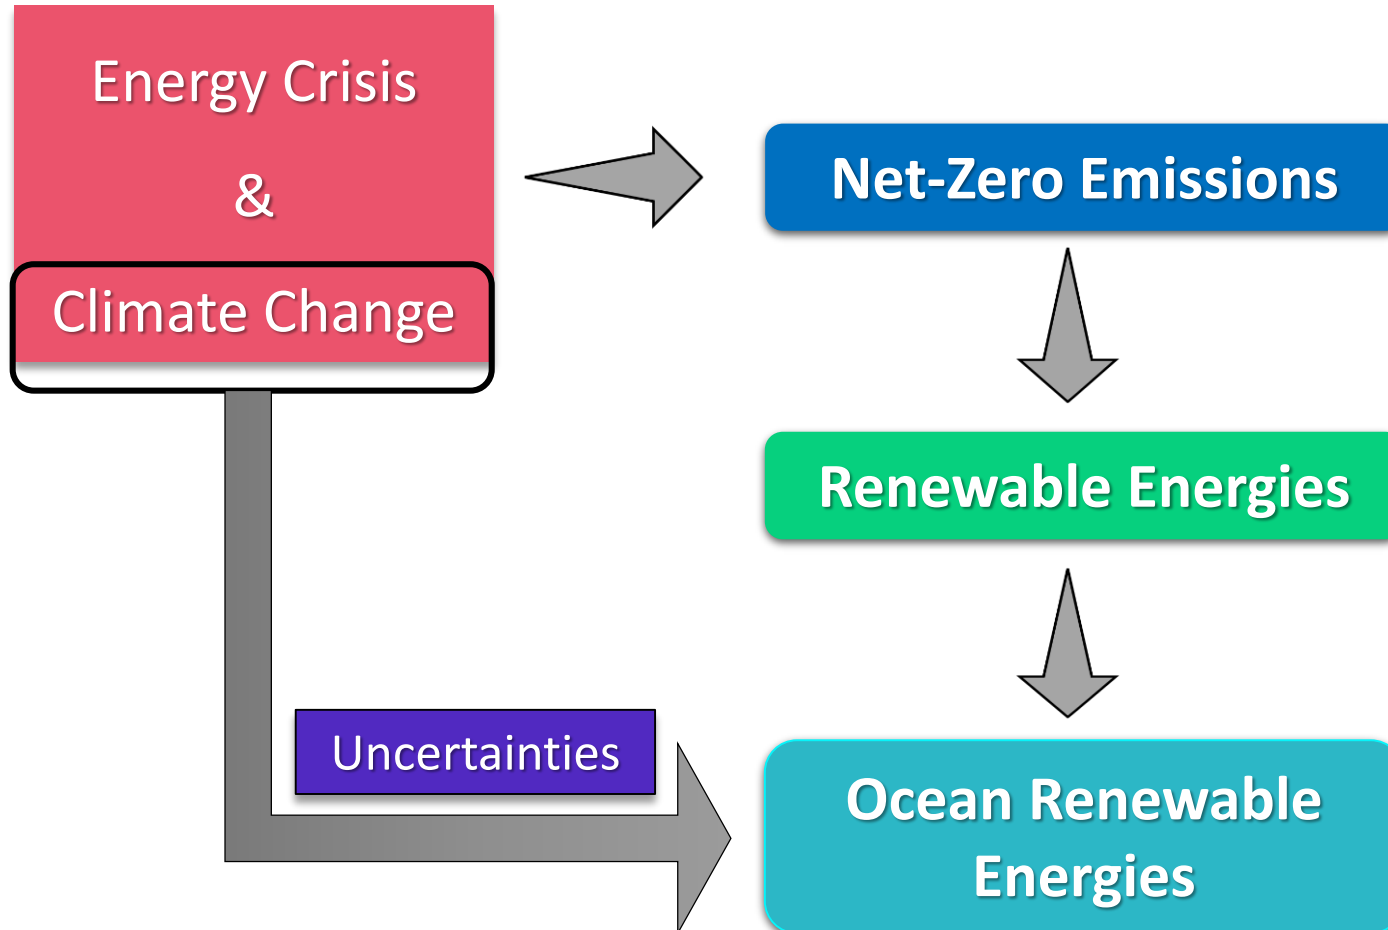 Energy Crisis
&
Climate Change
Net-Zero Emissions
Renewable Energies
Uncertainties
Ocean Renewable
Energies